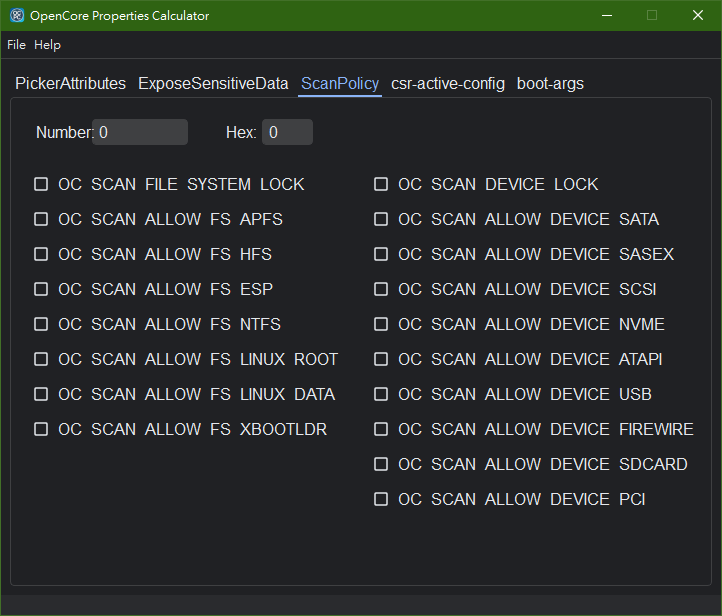 OpenCore Properties Calculator
File Help
PickerAttributes ExposeSensitiveData ScanPolicy csr-active-config boot-args
Number: 0 Hex: 0
OC SCAN FILE SYSTEM LOCK
OC SCAN ALLOW FS APFS
OC SCAN ALLOW FS HFS
OC SCAN ALLOW FS ESP
OC SCAN ALLOW FS NTFS
OC SCAN ALLOW FS LINUX ROOT
OC SCAN ALLOW FS LINUX DATA
OC SCAN ALLOW FS XBOOTLDR
OC SCAN DEVICE LOCK
OC SCAN ALLOW DEVICE SATA
OC SCAN ALLOW DEVICE SASEX
OC SCAN ALLOW DEVICE SCSI
OC SCAN ALLOW DEVICE NVME
OC SCAN ALLOW DEVICE ATAPI
OC SCAN ALLOW DEVICE USB
OC SCAN ALLOW DEVICE FIREWIRE
OC SCAN ALLOW DEVICE SDCARD
OC SCAN ALLOW DEVICE PCI